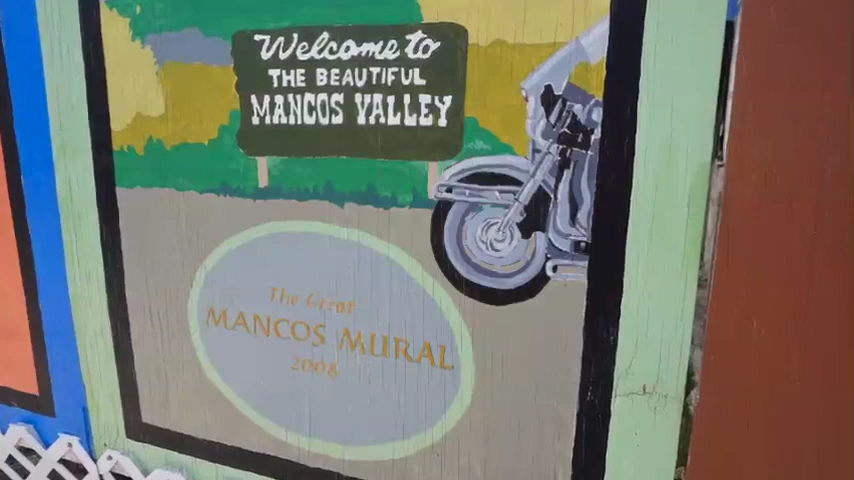 Welcome to
THE BEAUTIFUL
MANCOS VALLEY
The Great
MANCOS MURAL
2008